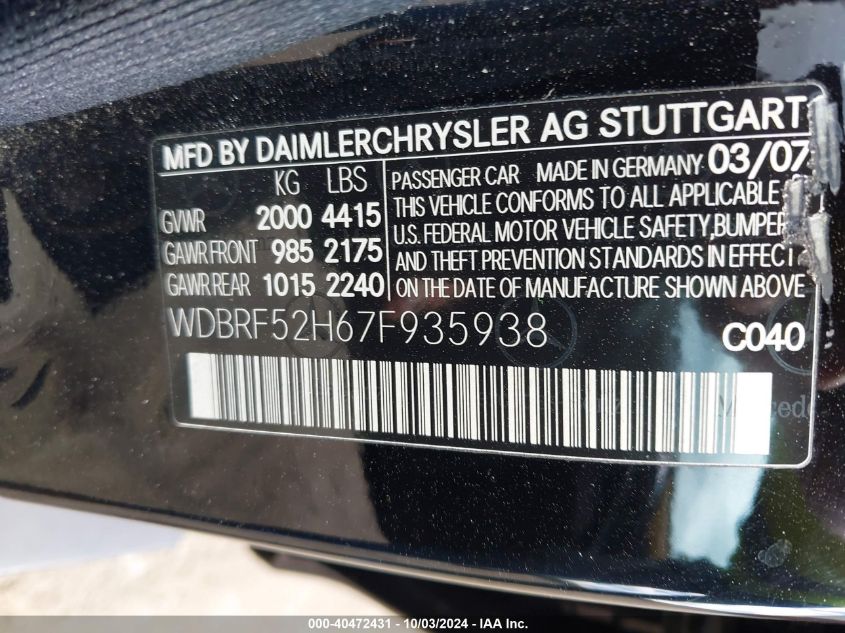 MFD BY DAIMLERCHRYSLER AG STUTTGART
KG LBS
GVWR 2000 4415
GAWR FRONT 985 2175
GAWR REAR 1015 2240
PASSENGER CAR MADE IN GERMANY 03/07
THIS VEHICLE CONFORMS TO ALL APPLICABLE
U.S. FEDERAL MOTOR VEHICLE SAFETY, BUMPER
AND THEFT PREVENTION STANDARDS IN EFFECT
ON THE DATE OF MANUFACTURE SHOWN ABOVE
WDBRF52H67F935938 C040
000-40472431 - 10/03/2024 - IAA Inc.